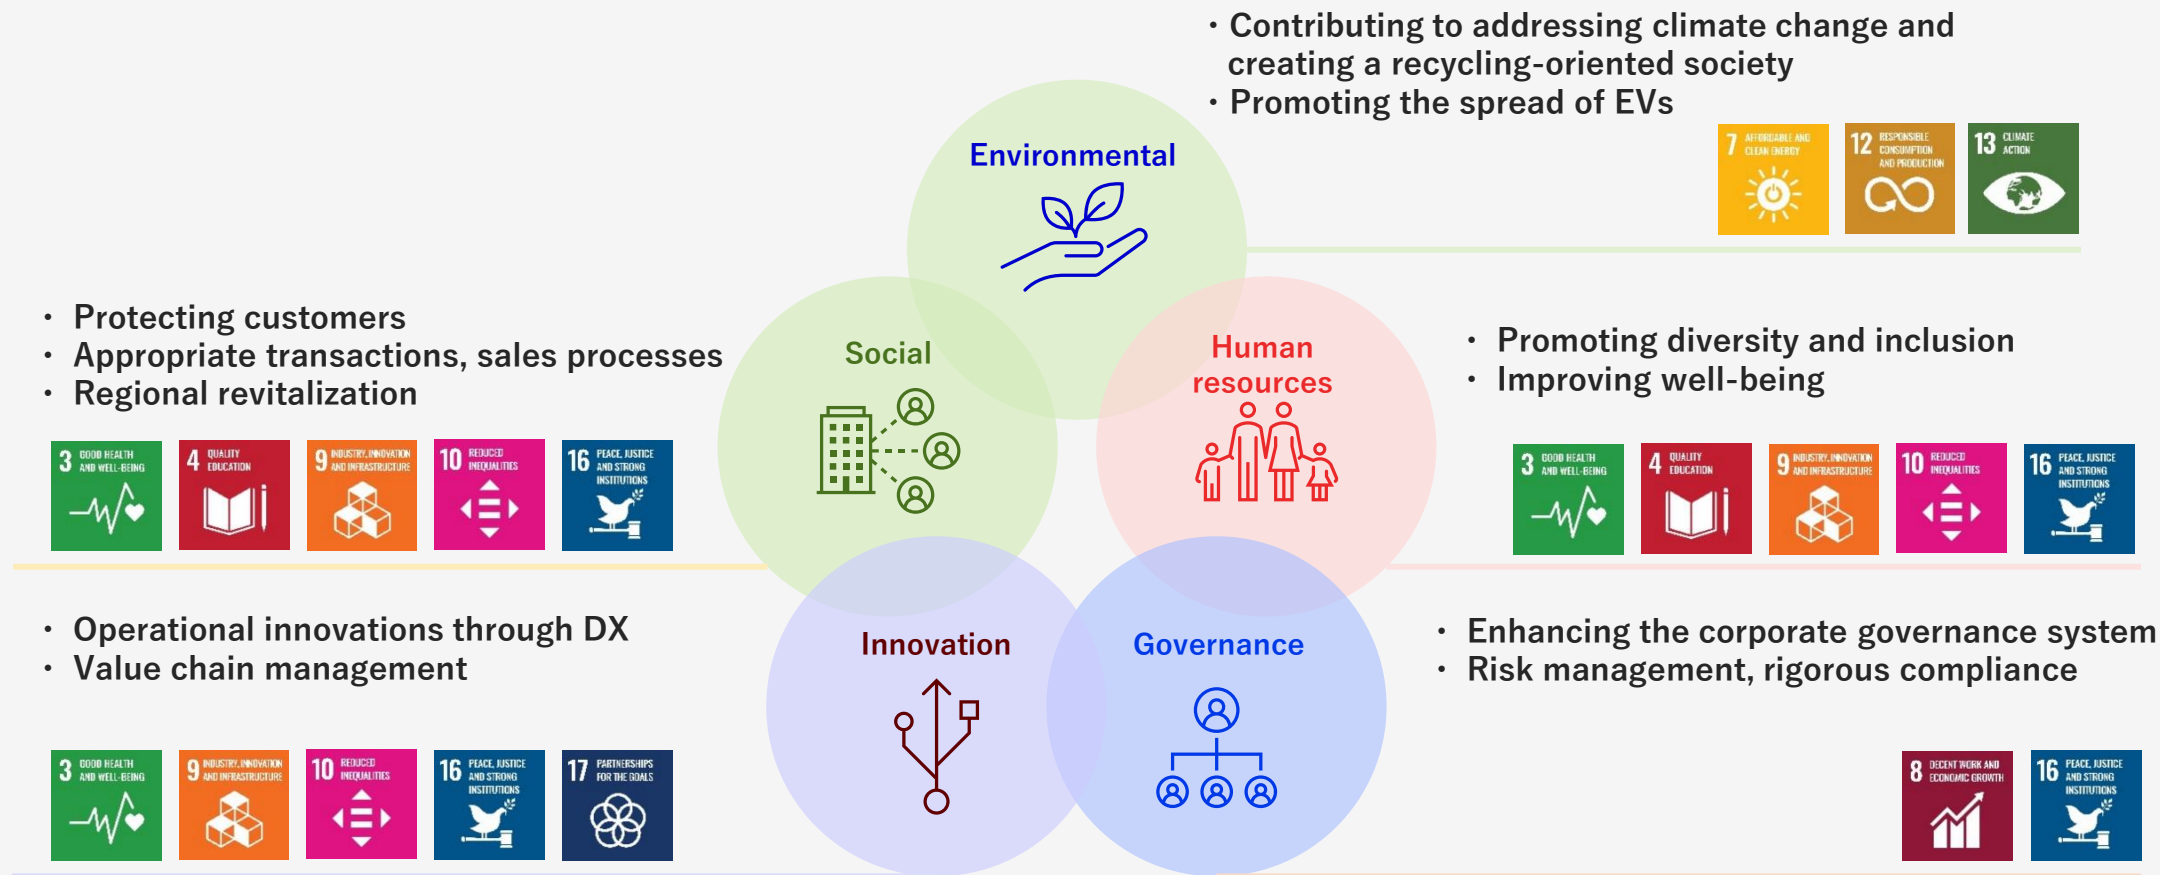 ・Contributing to addressing climate change and
creating a recycling-oriented society
・Promoting the spread of EVs
7 AFFORDABLE AND
CLEAN ENERGY
12 RESPONSIBLE
CONSUMPTION
AND PRODUCTION
13 CLIMATE
ACTION
Environmental
・ Protecting customers
・ Appropriate transactions, sales processes
・ Regional revitalization
3 GOOD HEALTH
AND WELL-BEING
4 QUALITY
EDUCATION
9 INDUSTRY, INNOVATION
AND INFRASTRUCTURE
10 REDUCED
INEQUALITIES
16 PEACE, JUSTICE
AND STRONG
INSTITUTIONS
Social
Human
resources
・ Promoting diversity and inclusion
・ Improving well-being
3 GOOD HEALTH
AND WELL-BEING
4 QUALITY
EDUCATION
9 INDUSTRY, INNOVATION
AND INFRASTRUCTURE
10 REDUCED
INEQUALITIES
16 PEACE, JUSTICE
AND STRONG
INSTITUTIONS
・ Operational innovations through DX
・ Value chain management
3 GOOD HEALTH
AND WELL-BEING
9 INDUSTRY, INNOVATION
AND INFRASTRUCTURE
10 REDUCED
INEQUALITIES
16 PEACE, JUSTICE
AND STRONG
INSTITUTIONS
17 PARTNERSHIPS
FOR THE GOALS
Innovation
Governance
・ Enhancing the corporate governance system
・ Risk management, rigorous compliance
8 DECENT WORK AND
ECONOMIC GROWTH
16 PEACE, JUSTICE
AND STRONG
INSTITUTIONS